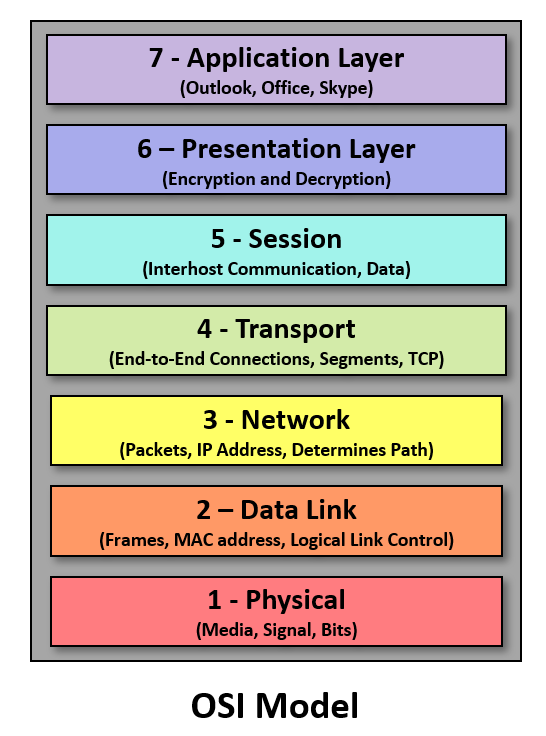 7 - Application Layer
(Outlook, Office, Skype)
6 – Presentation Layer
(Encryption and Decryption)
5 - Session
(Interhost Communication, Data)
4 - Transport
(End-to-End Connections, Segments, TCP)
3 - Network
(Packets, IP Address, Determines Path)
2 – Data Link
(Frames, MAC address, Logical Link Control)
1 - Physical
(Media, Signal, Bits)
OSI Model